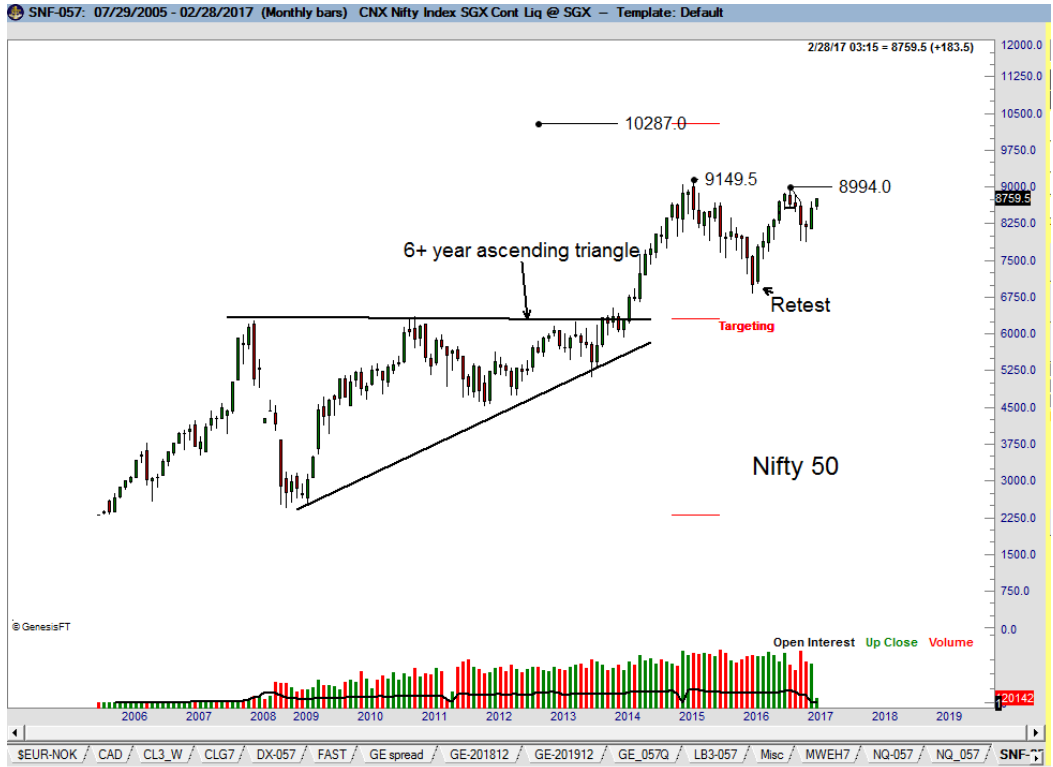 SNF-057: 07/29/2005 - 02/28/2017 (Monthly bars) CNX Nifty Index SGX Cont Liq @ SGX — Template: Default
2/28/17 03:15 = 8759.5 (+183.5)
12000.0
11250.0
10500.0
9750.0
9000.0
8759.5
8250.0
7500.0
6750.0
6000.0
5250.0
4500.0
3750.0
3000.0
2250.0
1500.0
750.0
0.0
10287.0
9149.5
8994.0
6+ year ascending triangle
Retest
Targeting
Nifty 50
© GenesisFT
Open Interest Up Close Volume
20142
2006 2007 2008 2009 2010 2011 2012 2013 2014 2015 2016 2017 2018 2019
$EUR-NOK CAD CL3_W CLG7 DX-057 FAST GE spread GE-201812 GE-201912 GE_057Q LB3-057 Misc MWEH7 NQ-057 NQ_057